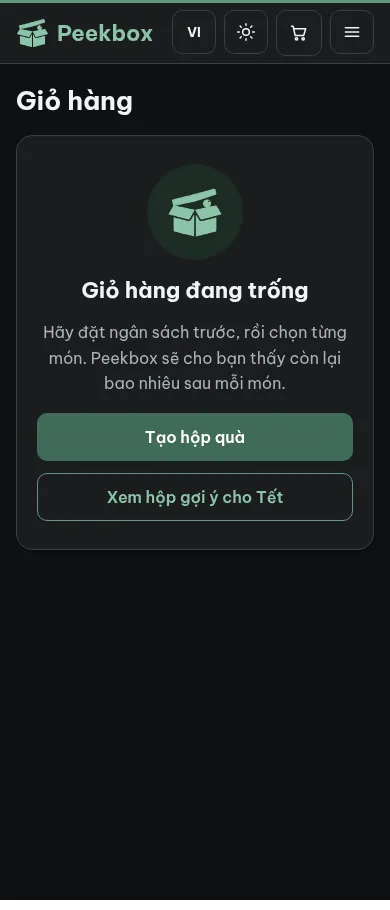 Peekbox
VI
Giỏ hàng
Giỏ hàng đang trống
Hãy đặt ngân sách trước, rồi chọn từng
món. Peekbox sẽ cho bạn thấy còn lại
bao nhiêu sau mỗi món.
Tạo hộp quà
Xem hộp gợi ý cho Tết